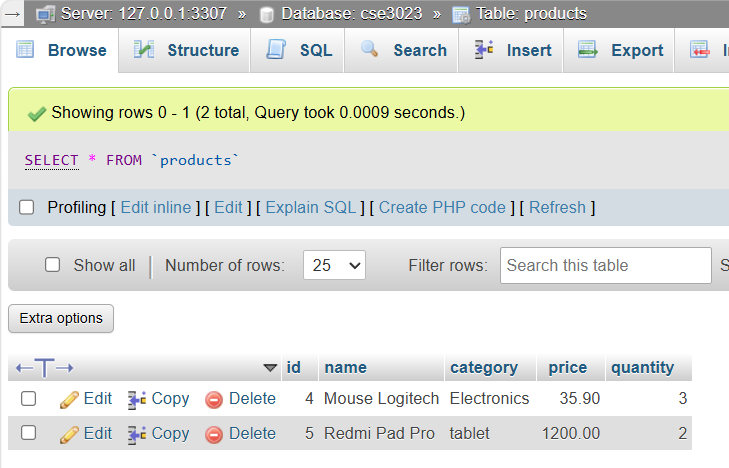 Server: 127.0.0.1:3307 » Database: cse3023 » Table: products
Browse Structure SQL Search Insert Export
Showing rows 0 - 1 (2 total, Query took 0.0009 seconds.)
SELECT * FROM `products`
Profiling [ Edit inline ] [ Edit ] [ Explain SQL ] [ Create PHP code ] [ Refresh ]
Show all Number of rows: 25 Filter rows: Search this table
Extra options
id name category price quantity
Edit Copy Delete 4 Mouse Logitech Electronics 35.90 3
Edit Copy Delete 5 Redmi Pad Pro tablet 1200.00 2